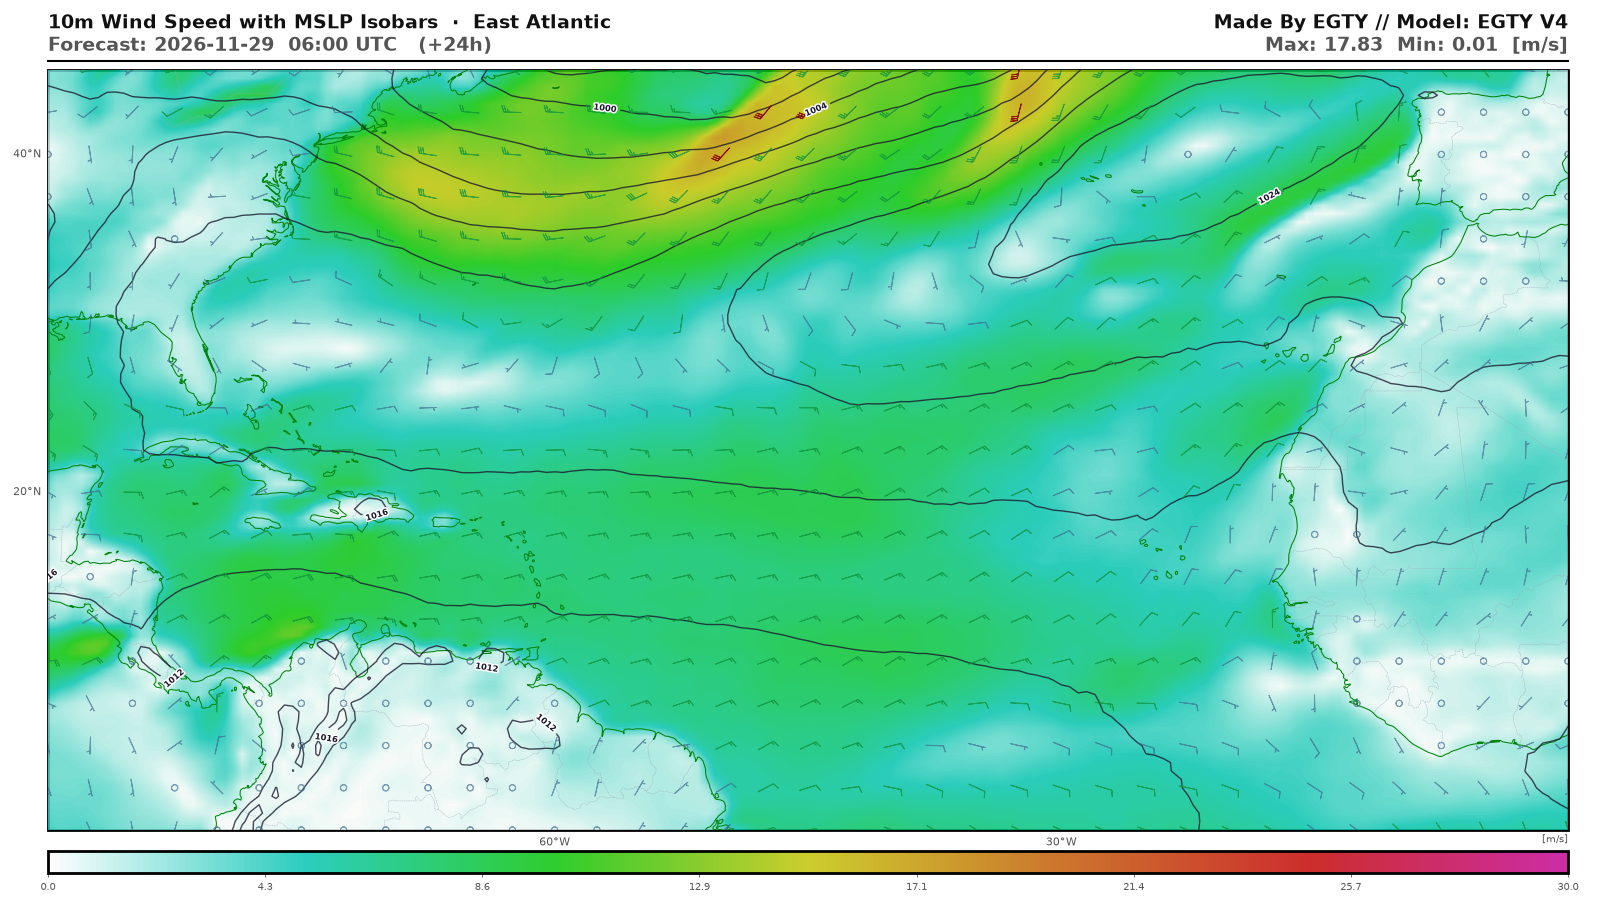 10m Wind Speed with MSLP Isobars · East Atlantic
Made By EGTY // Model: EGTY V4
Forecast: 2026-11-29 06:00 UTC (+24h)
Max: 17.83 Min: 0.01 [m/s]
1000
1004
40°N
1024
20°N
1016
16
1012
1012
1012
1016
60°W
30°W
[m/s]
0.0
4.3
8.6
12.9
17.1
21.4
25.7
30.0